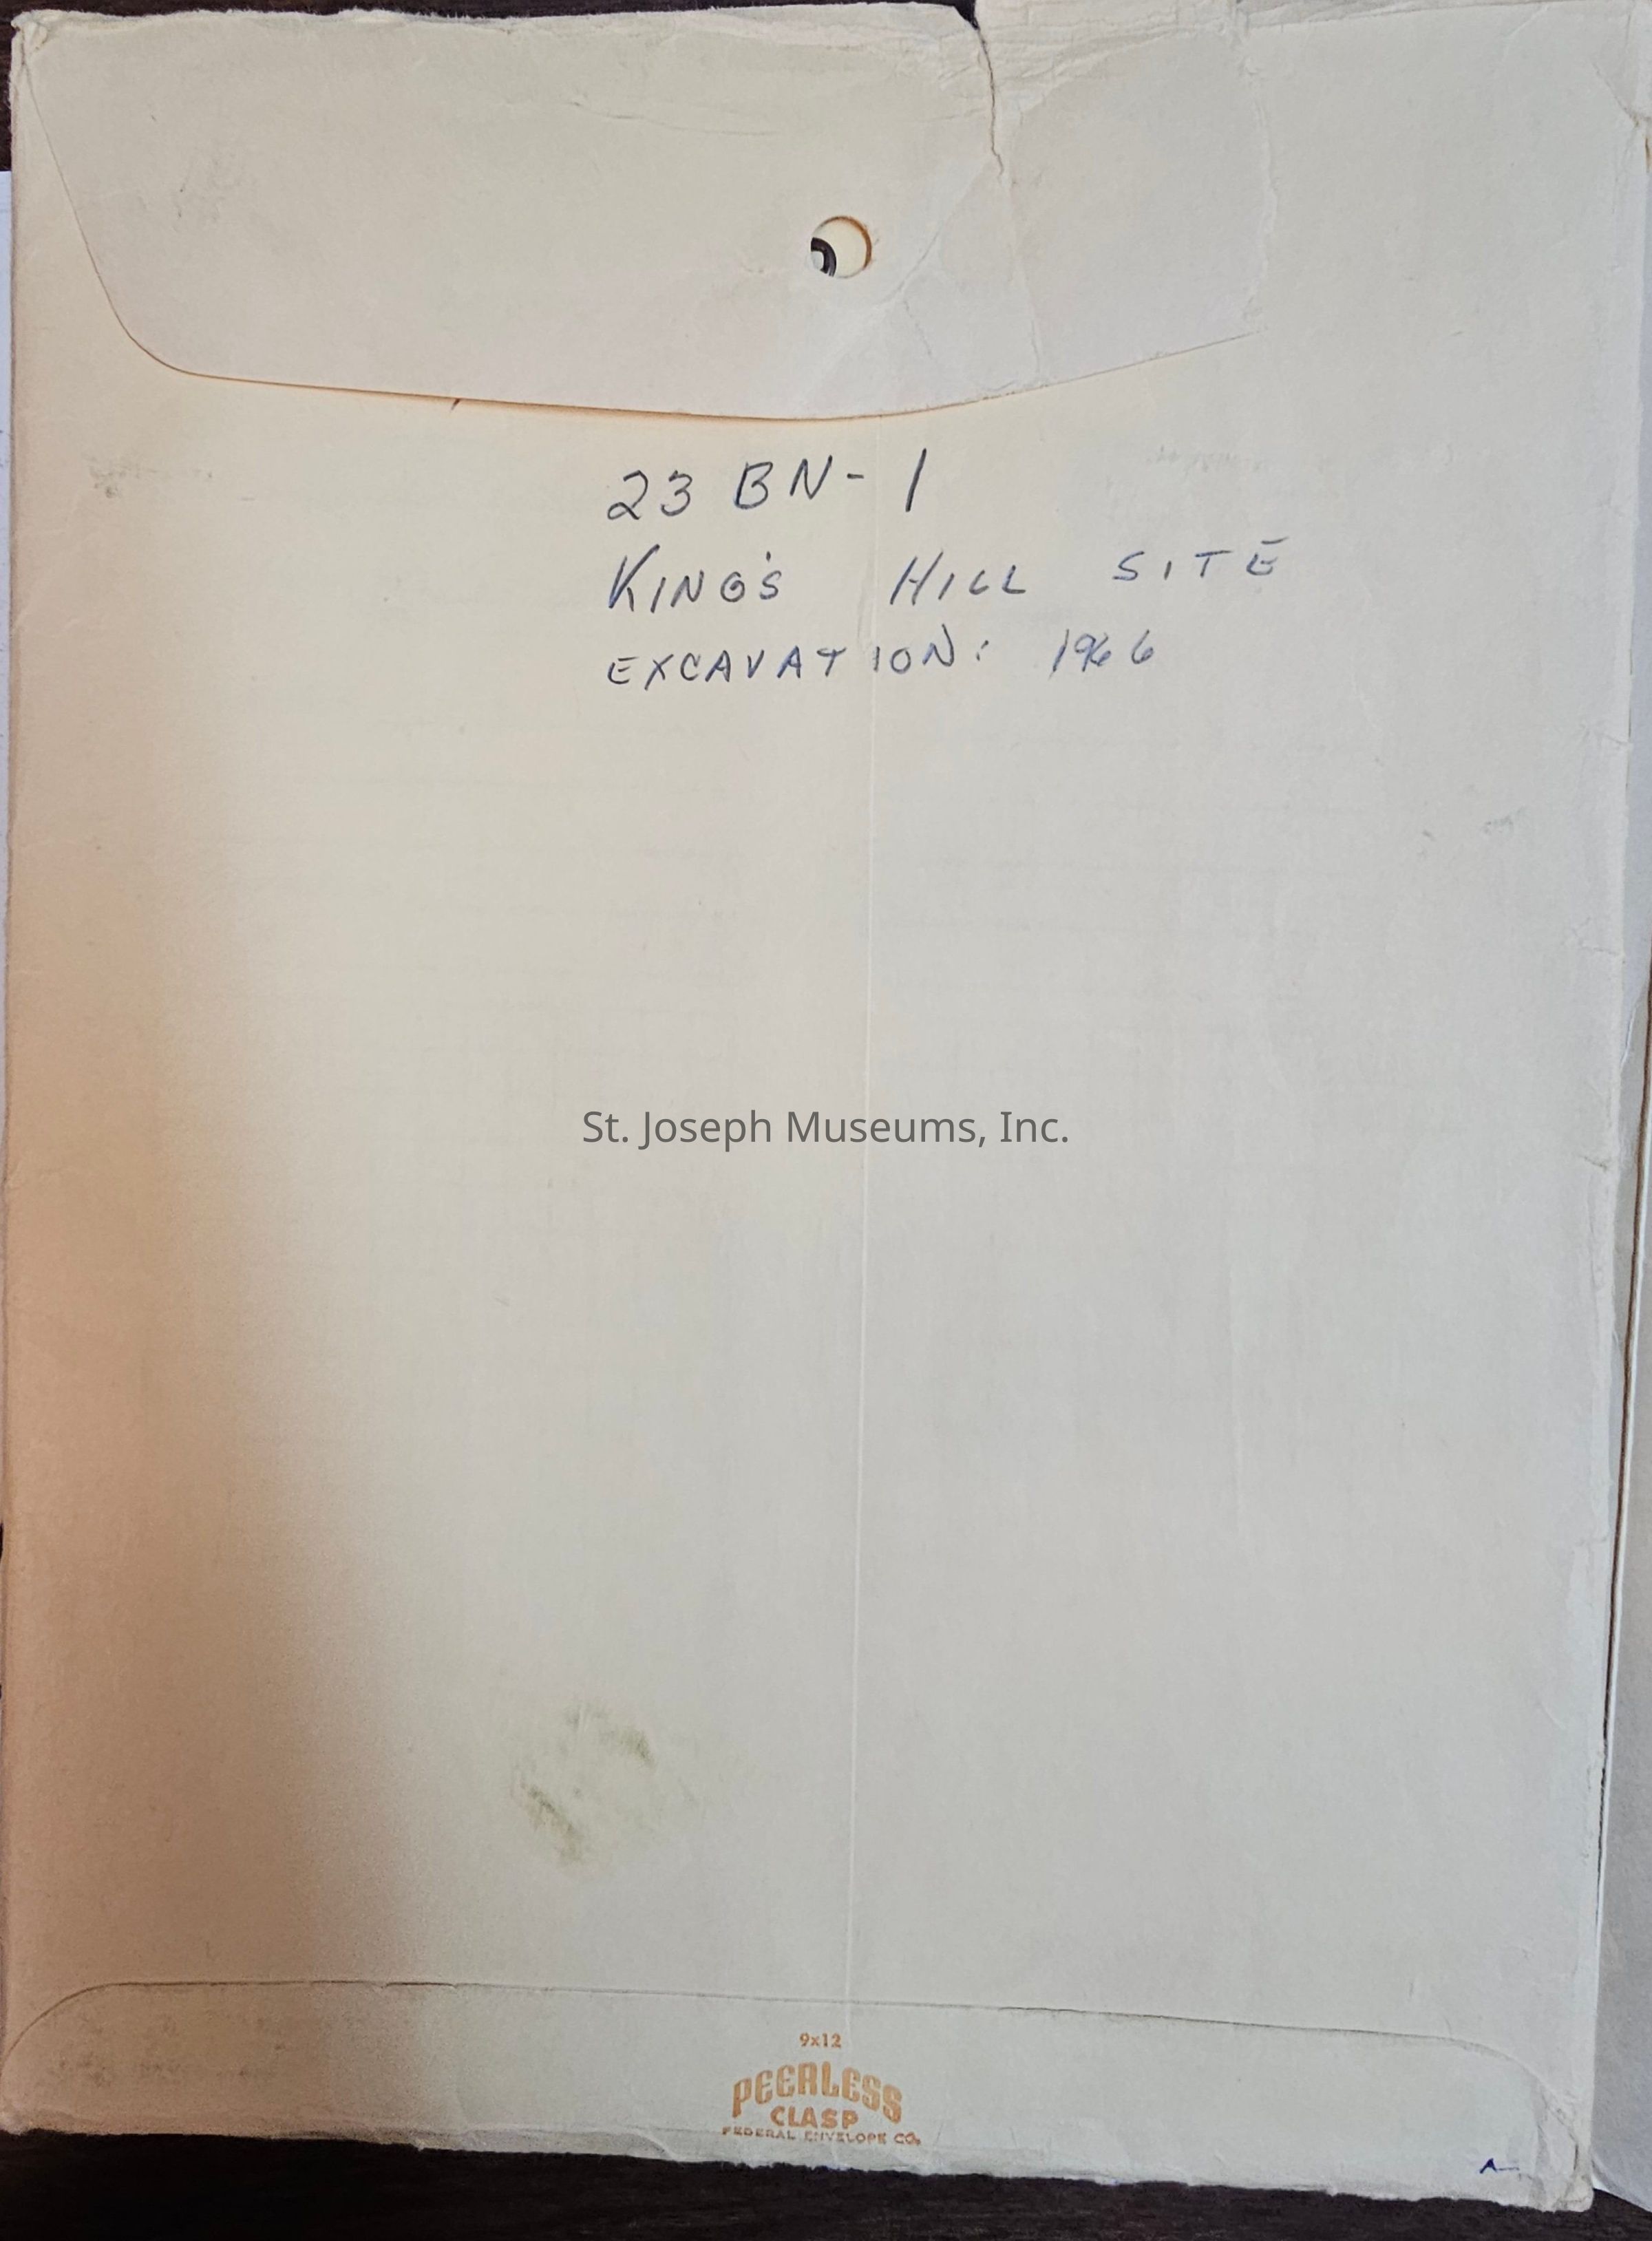 23 BN-1
KING'S HILL SITE
EXCAVATION: 1966
St. Joseph Museums, Inc.
9x12
PEERLESS
CLASP
FEDERAL ENVELOPE CO.